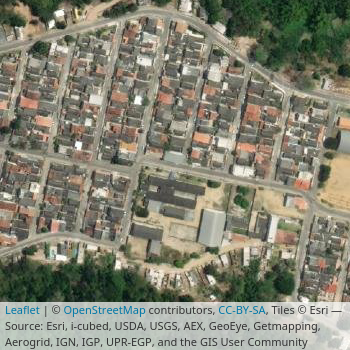 Leaflet | © OpenStreetMap contributors, CC-BY-SA, Tiles © Esri —
Source: Esri, i-cubed, USDA, USGS, AEX, GeoEye, Getmapping,
Aerogrid, IGN, IGP, UPR-EGP, and the GIS User Community